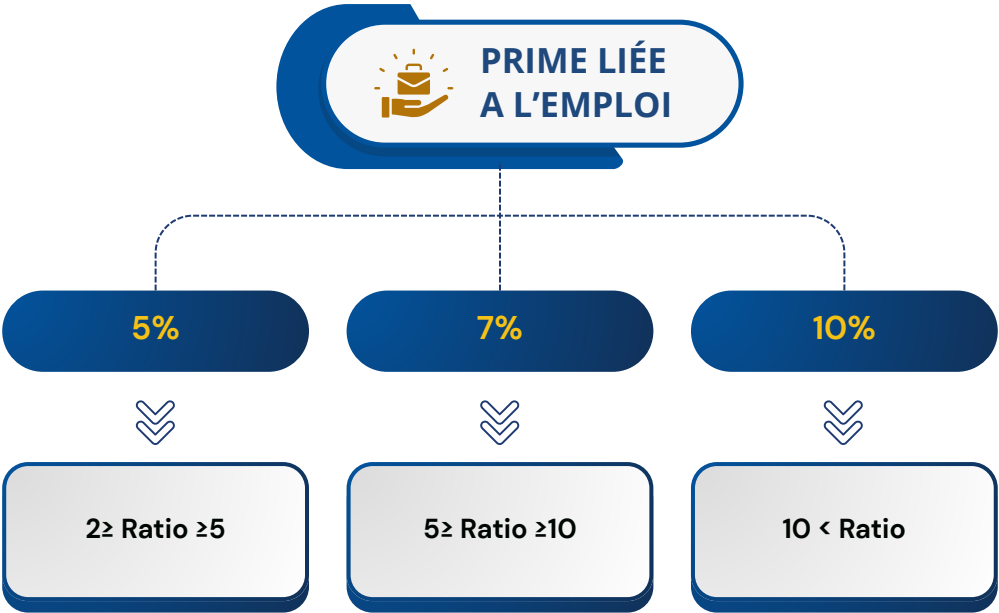 PRIME LIÉE
A L’EMPLOI
5%
7%
10%
2≥ Ratio ≥5
5≥ Ratio ≥10
10 < Ratio